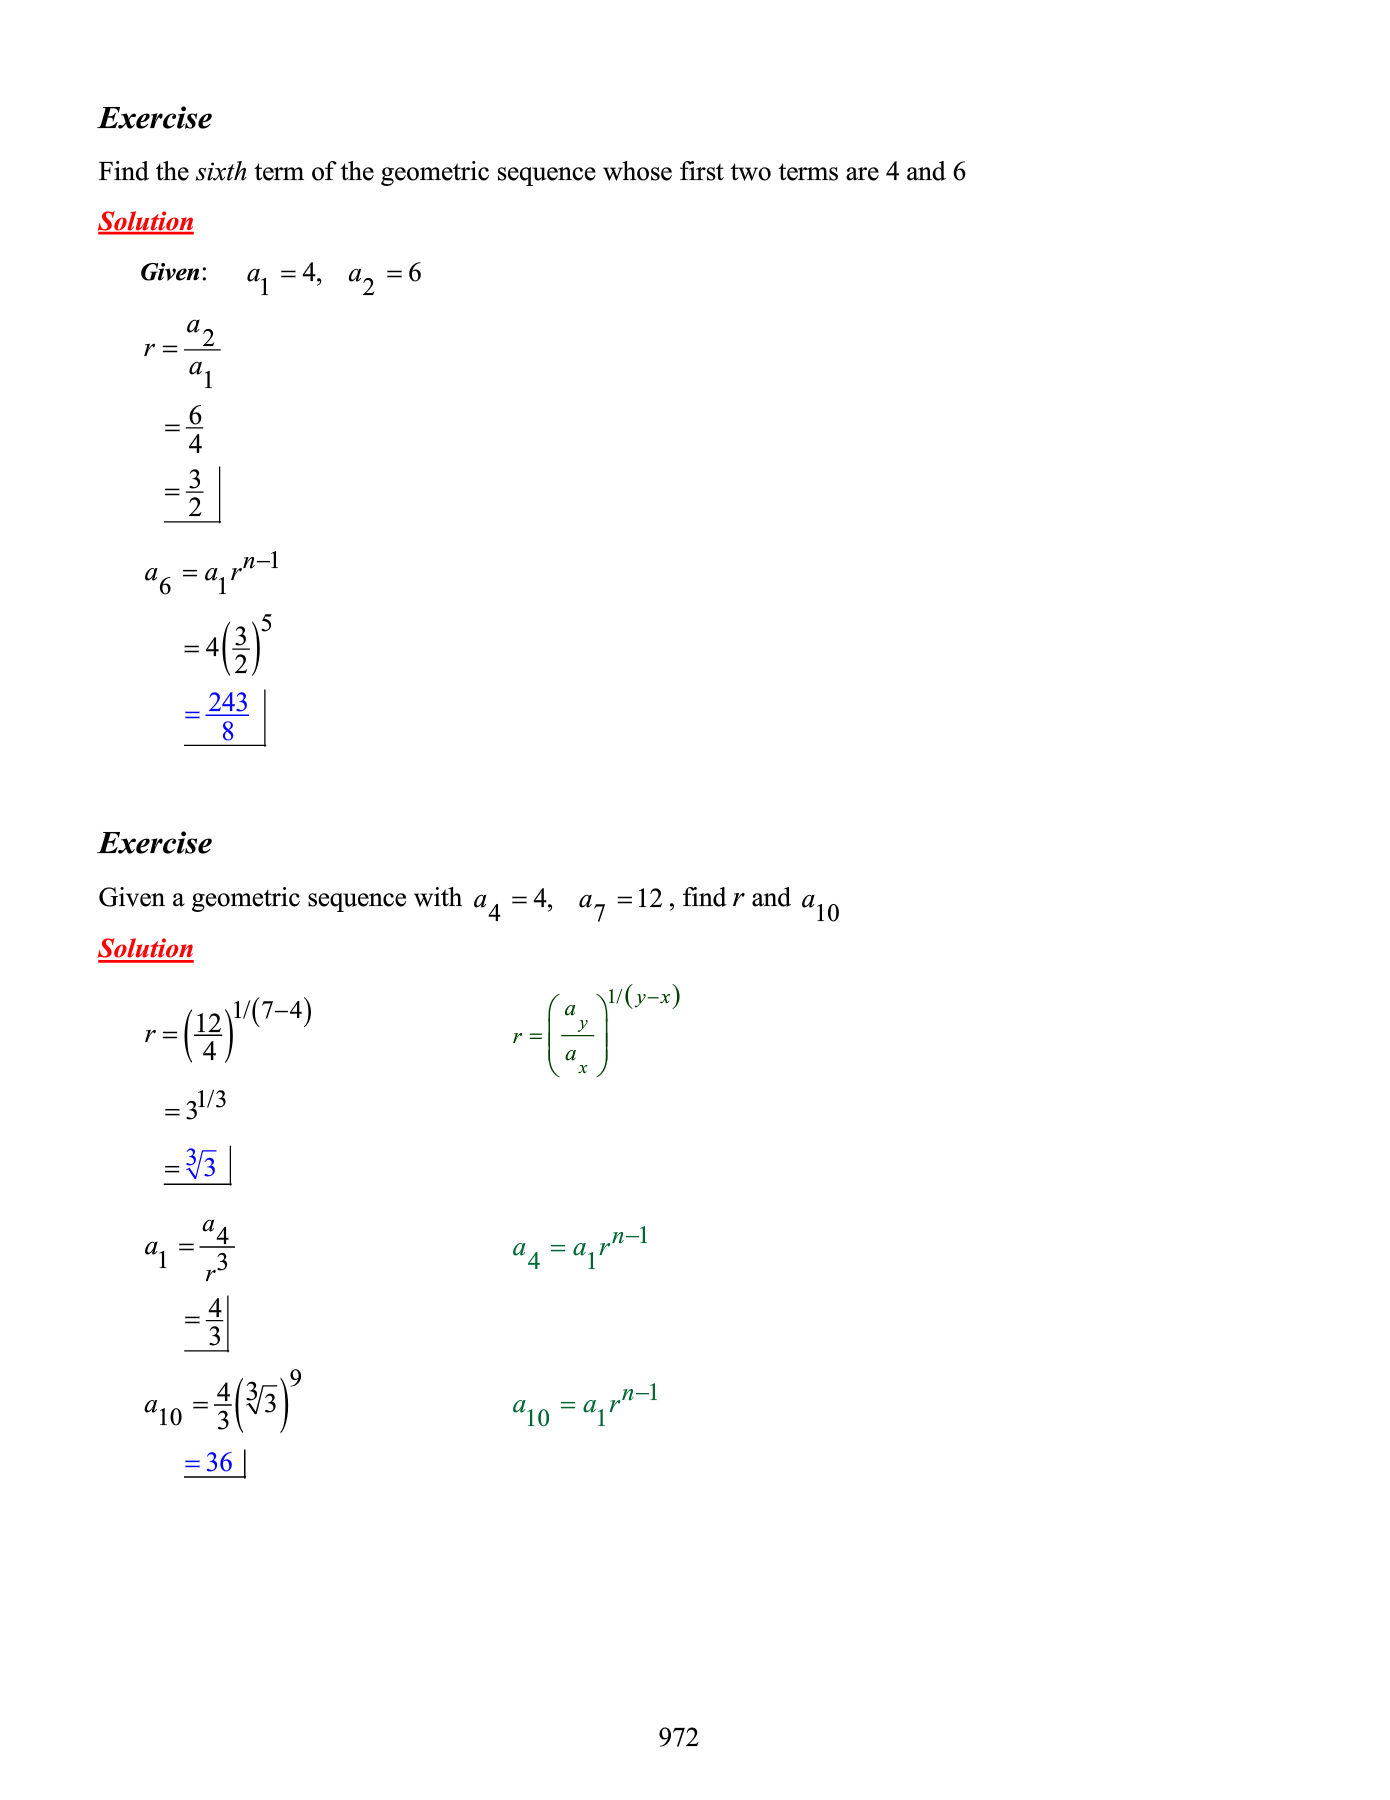 Exercise
Find the sixth term of the geometric sequence whose first two terms are 4 and 6
Solution
Given: a_1 = 4, a_2 = 6
r = \frac{a_2}{a_1}
= \frac{6}{4}
= \frac{3}{2}
a_6 = a_1 r^{n-1}
= 4\left(\frac{3}{2}\right)^5
= \frac{243}{8}
Exercise
Given a geometric sequence with a_4 = 4, a_7 = 12, find r and a_{10}
Solution
r = \left(\frac{12}{4}\right)^{1/(7-4)} r = \left(\frac{a_y}{a_x}\right)^{1/(y-x)}
= 3^{1/3}
= \sqrt[3]{3}
a_1 = \frac{a_4}{r^3} a_4 = a_1 r^{n-1}
= \frac{4}{3}
a_{10} = \frac{4}{3}\left(\sqrt[3]{3}\right)^9 a_{10} = a_1 r^{n-1}
= 36
972